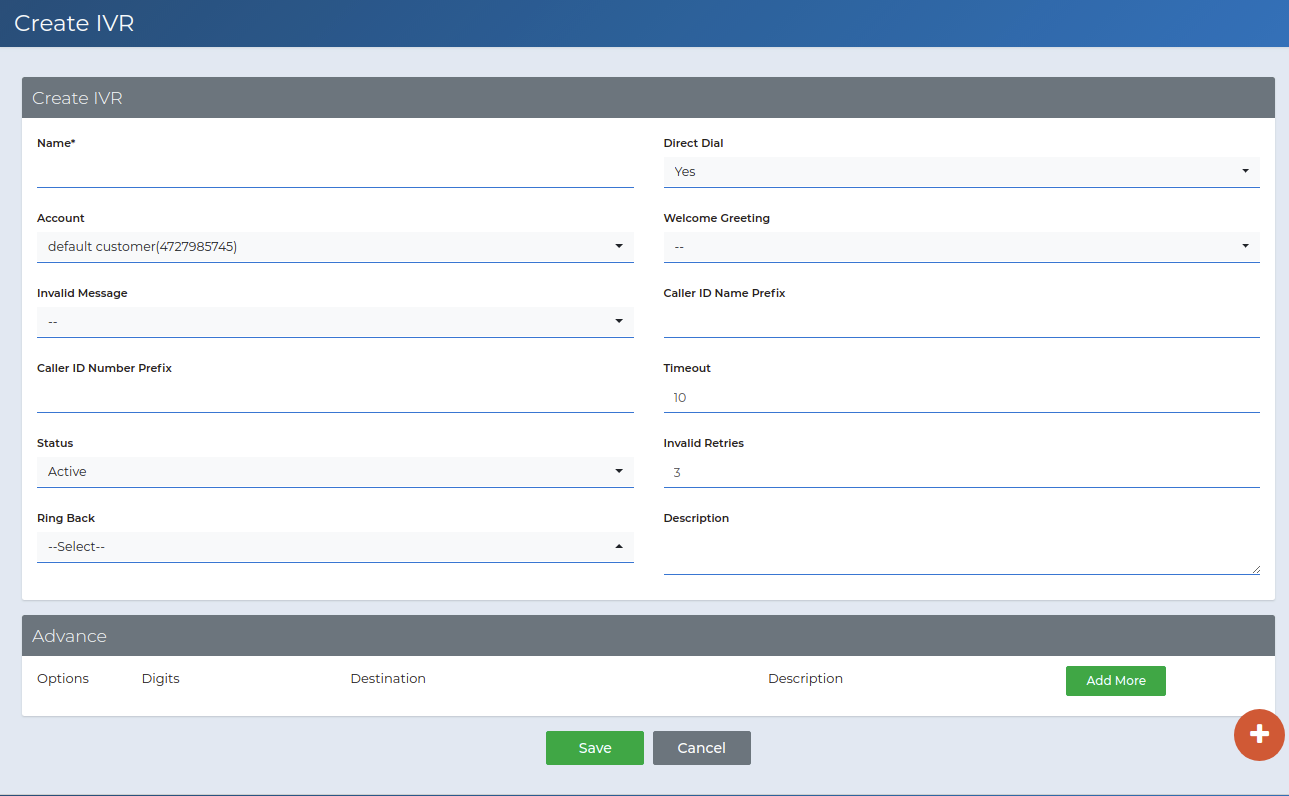 Create IVR
Create IVR
Name*
Direct Dial
Yes
Account
Welcome Greeting
default customer(4727985745)
--
Invalid Message
Caller ID Name Prefix
--
Caller ID Number Prefix
Timeout
10
Status
Invalid Retries
Active
3
Ring Back
Description
--Select--
Advance
Options Digits Destination Description Add More
Save Cancel